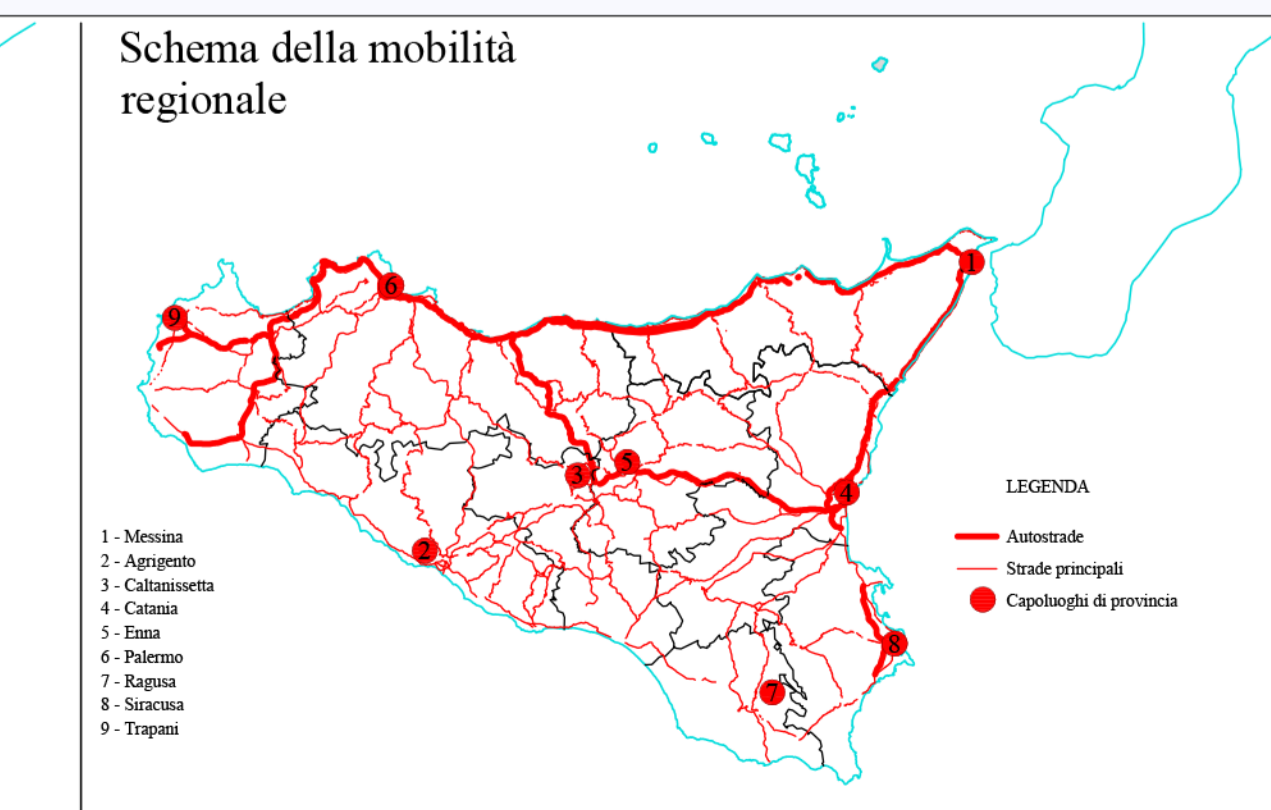 Schema della mobilità
regionale
1
6
9
5
3
4
2
8
7
LEGENDA
Autostrade
Strade principali
Capoluoghi di provincia
1 - Messina
2 - Agrigento
3 - Caltanissetta
4 - Catania
5 - Enna
6 - Palermo
7 - Ragusa
8 - Siracusa
9 - Trapani